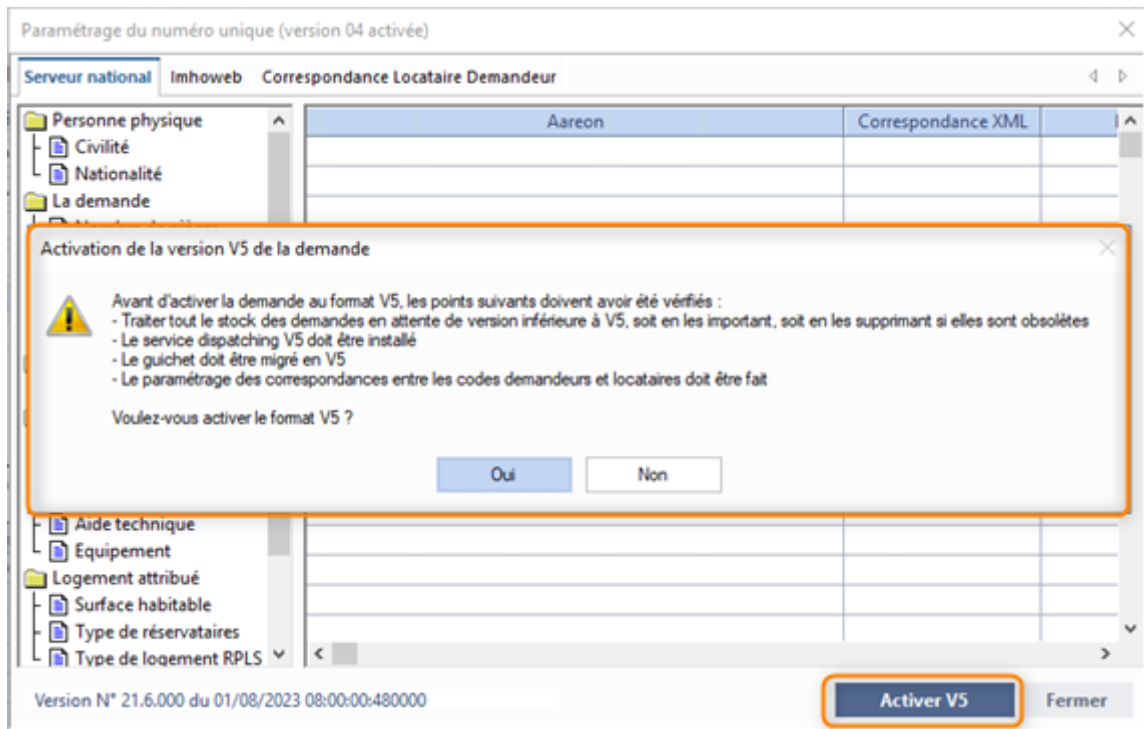 Paramétrage du numéro unique (version 04 activée)
Serveur national Imhoweb Correspondance Locataire Demandeur
Personne physique
Civilité
Nationalité
La demande
Aareon Correspondance XML
Activation de la version V5 de la demande
Avant d'activer la demande au format V5, les points suivants doivent avoir été vérifiés :
- Traiter tout le stock des demandes en attente de version inférieure à V5, soit en les important, soit en les supprimant si elles sont obsolètes
- Le service dispatching V5 doit être installé
- Le guichet doit être migré en V5
- Le paramétrage des correspondances entre les codes demandeurs et locataires doit être fait
Voulez-vous activer le format V5 ?
Oui Non
Aide technique
Equipement
Logement attribué
Surface habitable
Type de réservataires
Type de logement RPLS
Version N° 21.6.000 du 01/08/2023 08:00:00:480000
Activer V5 Fermer